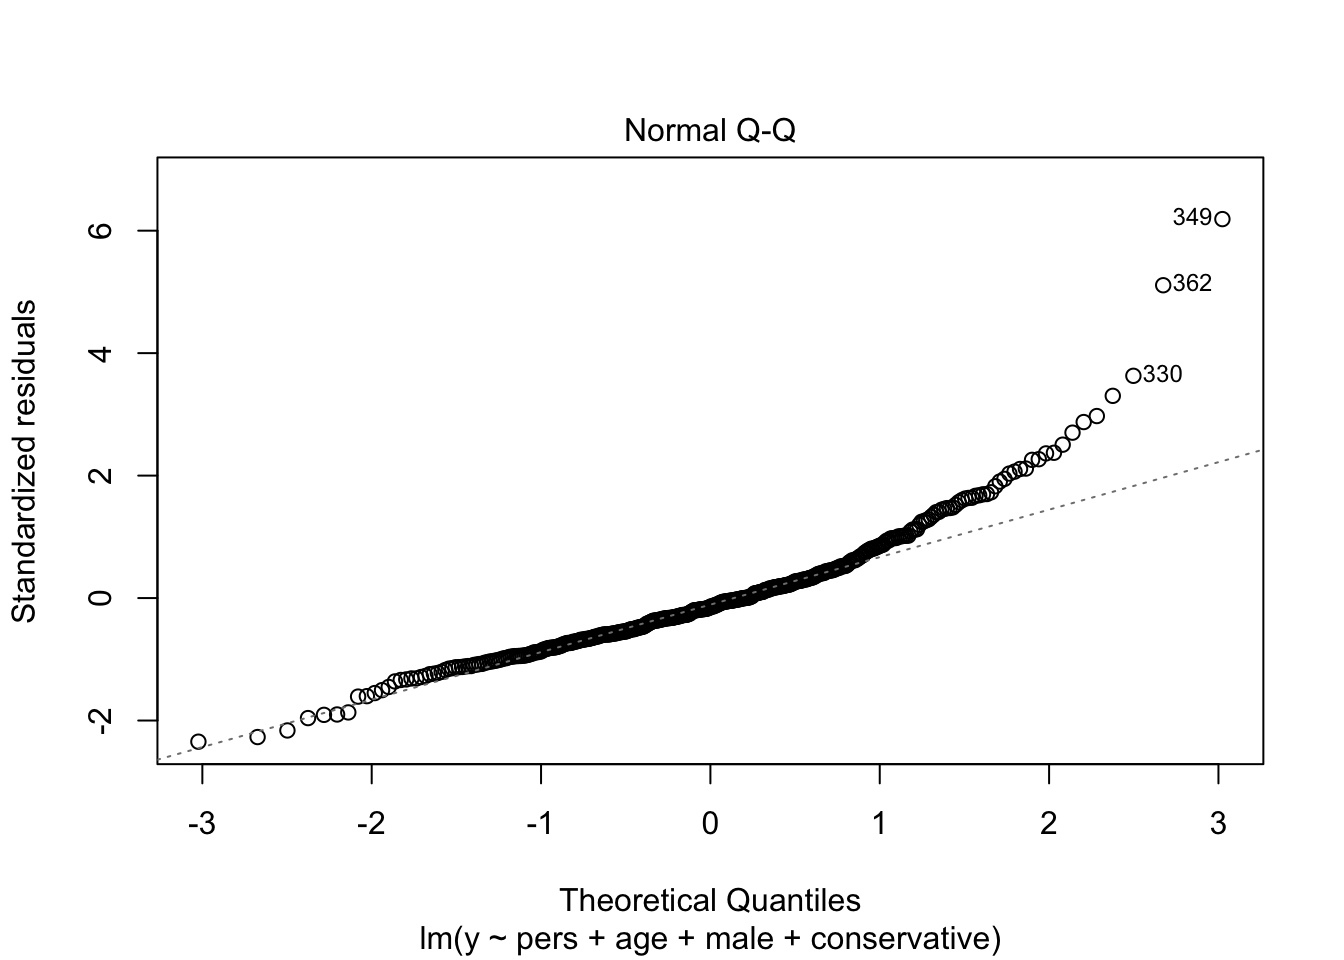 Normal Q-Q
349
362
330
6
4
2
0
-2
Standardized residuals
-3 -2 -1 0 1 2 3
Theoretical Quantiles
lm(y ~ pers + age + male + conservative)